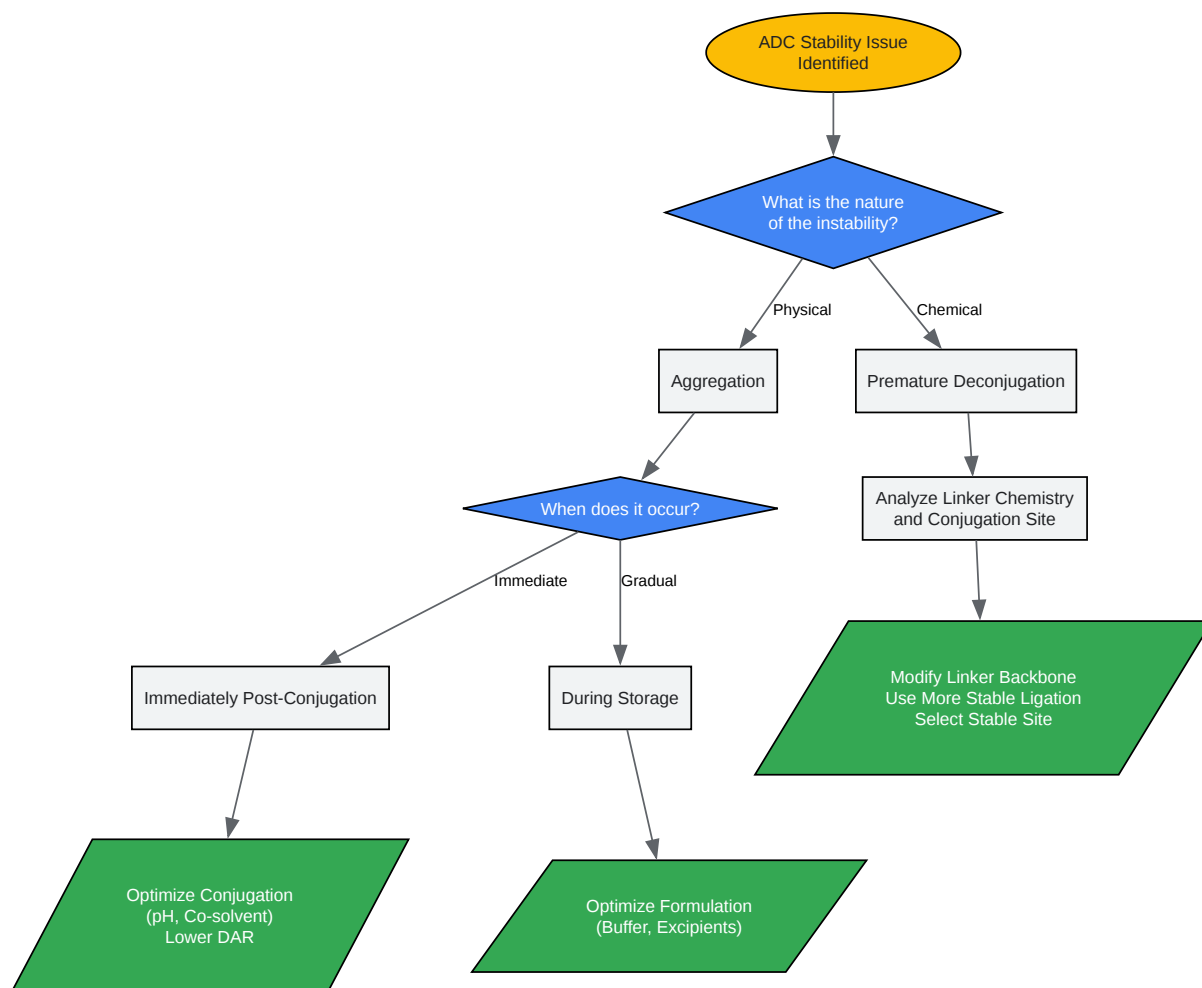 ADC Stability Issue
Identified
What is the nature
of the instability?
Physical
Chemical
Aggregation
Premature Deconjugation
When does it occur?
Analyze Linker Chemistry
and Conjugation Site
Immediate
Gradual
Immediately Post-Conjugation
During Storage
Modify Linker Backbone
Use More Stable Ligation
Select Stable Site
Optimize Conjugation
(pH, Co-solvent)
Lower DAR
Optimize Formulation
(Buffer, Excipients)